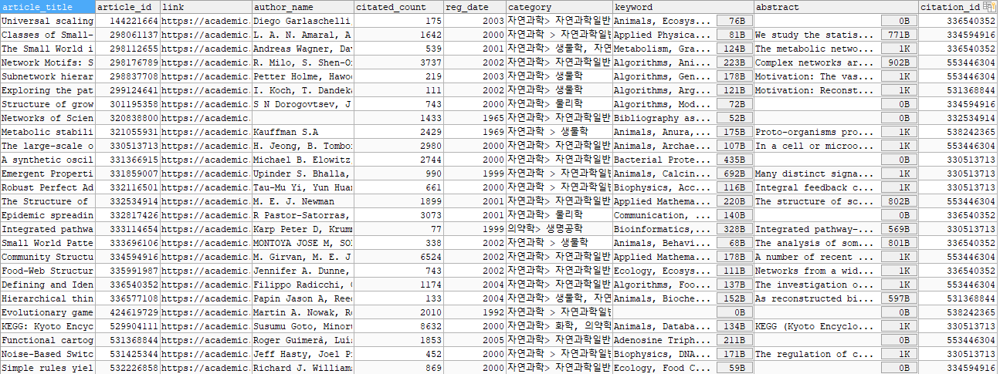 article_title article_id link author_name citated_count reg_date category keyword abstract citation_id
Universal scaling 144221664 https://academic. Diego Garlaschelli, 175 2003 자연과학> 자연과학일반 Animals, Ecosys... 76B 0B 336540352
Classes of Small- 298061137 https://academic. L. A. N. Amaral, A 1642 2000 자연과학 > 자연과학일반 Applied Physica... 81B We study the statis... 771B 334594916
The Small World i 298112655 https://academic. Andreas Wagner, Da 539 2001 자연과학> 생물학, 자연 Metabolism, Gra... 124B The metabolic netwo... 1K 336540352
Network Motifs: S 298176789 https://academic. R. Milo, S. Shen-O 3737 2002 자연과학> 자연과학일반 Algorithms, Ani... 223B Complex networks ar... 902B 553446304
Subnetwork hierar 298837708 https://academic. Petter Holme, Hawo 219 2003 자연과학> 생물학 Algorithms, Gen... 178B Motivation: The vas... 1K 553446304
Exploring the pat 299124641 https://academic. I. Koch, T. Dandek 111 2002 자연과학> 생물학 Algorithms, Arg... 121B Motivation: Reconst... 1K 531368844
Structure of grow 301195358 https://academic. S N Dorogovtsev, J 743 2000 자연과학> 물리학 Algorithms, Mod... 72B 0B 334594916
Networks of Scien 320838800 https://academic. 1433 1965 자연과학> 자연과학일반 Bibliography as... 52B 0B 332534914
Metabolic stabili 321055931 https://academic. Kauffman S.A 2429 1969 자연과학 > 생물학 Animals, Anura,... 175B Proto-organisms pro... 1K 538242365
The large-scale o 330513713 https://academic. H. Jeong, B. Tombo 2980 2000 자연과학> 자연과학일반 Animals, Archae... 107B In a cell or microo... 1K 553446304
A synthetic oscil 331366915 https://academic. Michael B. Elowitz 2744 2000 자연과학> 자연과학일반 Bacterial Prote... 435B 0B 330513713
Emergent Properti 331859007 https://academic. Upinder S. Bhalla, 990 1999 자연과학 > 자연과학일반 Animals, Calcin... 692B Many distinct signa... 1K 330513713
Robust Perfect Ad 332116501 https://academic. Tau-Mu Yi, Yun Hua 661 2000 자연과학 > 자연과학일반 Biophysics, Acc... 116B Integral feedback c... 1K 330513713
The Structure of 332534914 https://academic. M. E. J. Newman 1899 2001 자연과학> 자연과학일반 Applied Mathema... 220B The structure of sc... 802B 334594916
Epidemic spreadin 332817426 https://academic. R Pastor-Satorras, 3073 2001 자연과학> 물리학 Communication, ... 140B 0B 336540352
Integrated pathwa 333114654 https://academic. Karp Peter D, Krum 77 1999 의약학> 생명공학 Bioinformatics,... 328B Integrated pathway-... 569B 330513713
Small World Patte 333696106 https://academic. MONTOYA JOSE M, SO 338 2002 자연과학 > 생물학 Animals, Behavi... 68B The analysis of som... 801B 336540352
Community Structu 334594916 https://academic. M. Girvan, M. E. J 6524 2002 자연과학> 자연과학일반 Applied Mathema... 178B A number of recent ... 1K 553446304
Food-Web Structur 335991987 https://academic. Jennifer A. Dunne, 743 2002 자연과학> 자연과학일반 Ecology, Ecosys... 111B Networks from a wid... 1K 336540352
Defining and Iden 336540352 https://academic. Filippo Radicchi, 1174 2004 자연과학> 자연과학일반 Algorithms, Foo... 137B The investigation o... 1K 553446304
Hierarchical thin 336577108 https://academic. Papin Jason A, Ree 133 2004 자연과학> 생물학, 자연 Animals, Bioche... 152B As reconstructed bi... 597B 531368844
Evolutionary game 424619729 https://academic. Martin A. Nowak, R 2010 1992 자연과학 > 자연과학일반 0B 0B 538242365
KEGG: Kyoto Encyc 529904111 https://academic. Susumu Goto, Minor 8632 2000 자연과학> 화학, 의약학 Animals, Databa... 134B KEGG (Kyoto Encyclo... 1K 531368844
Functional cartog 531368844 https://academic. Roger Guimerà, Luí 1853 2005 자연과학> 자연과학일반 Adenosine Triph... 211B 0B 553446304
Noise-Based Switc 531425344 https://academic. Jeff Hasty, Joel P 452 2000 자연과학 > 자연과학일반 Biophysics, DNA... 171B The regulation of c... 1K 330513713
Simple rules yiel 532226858 https://academic. Richard J. William 869 2000 자연과학> 자연과학일반 Ecology, Food C... 59B 0B 334594916